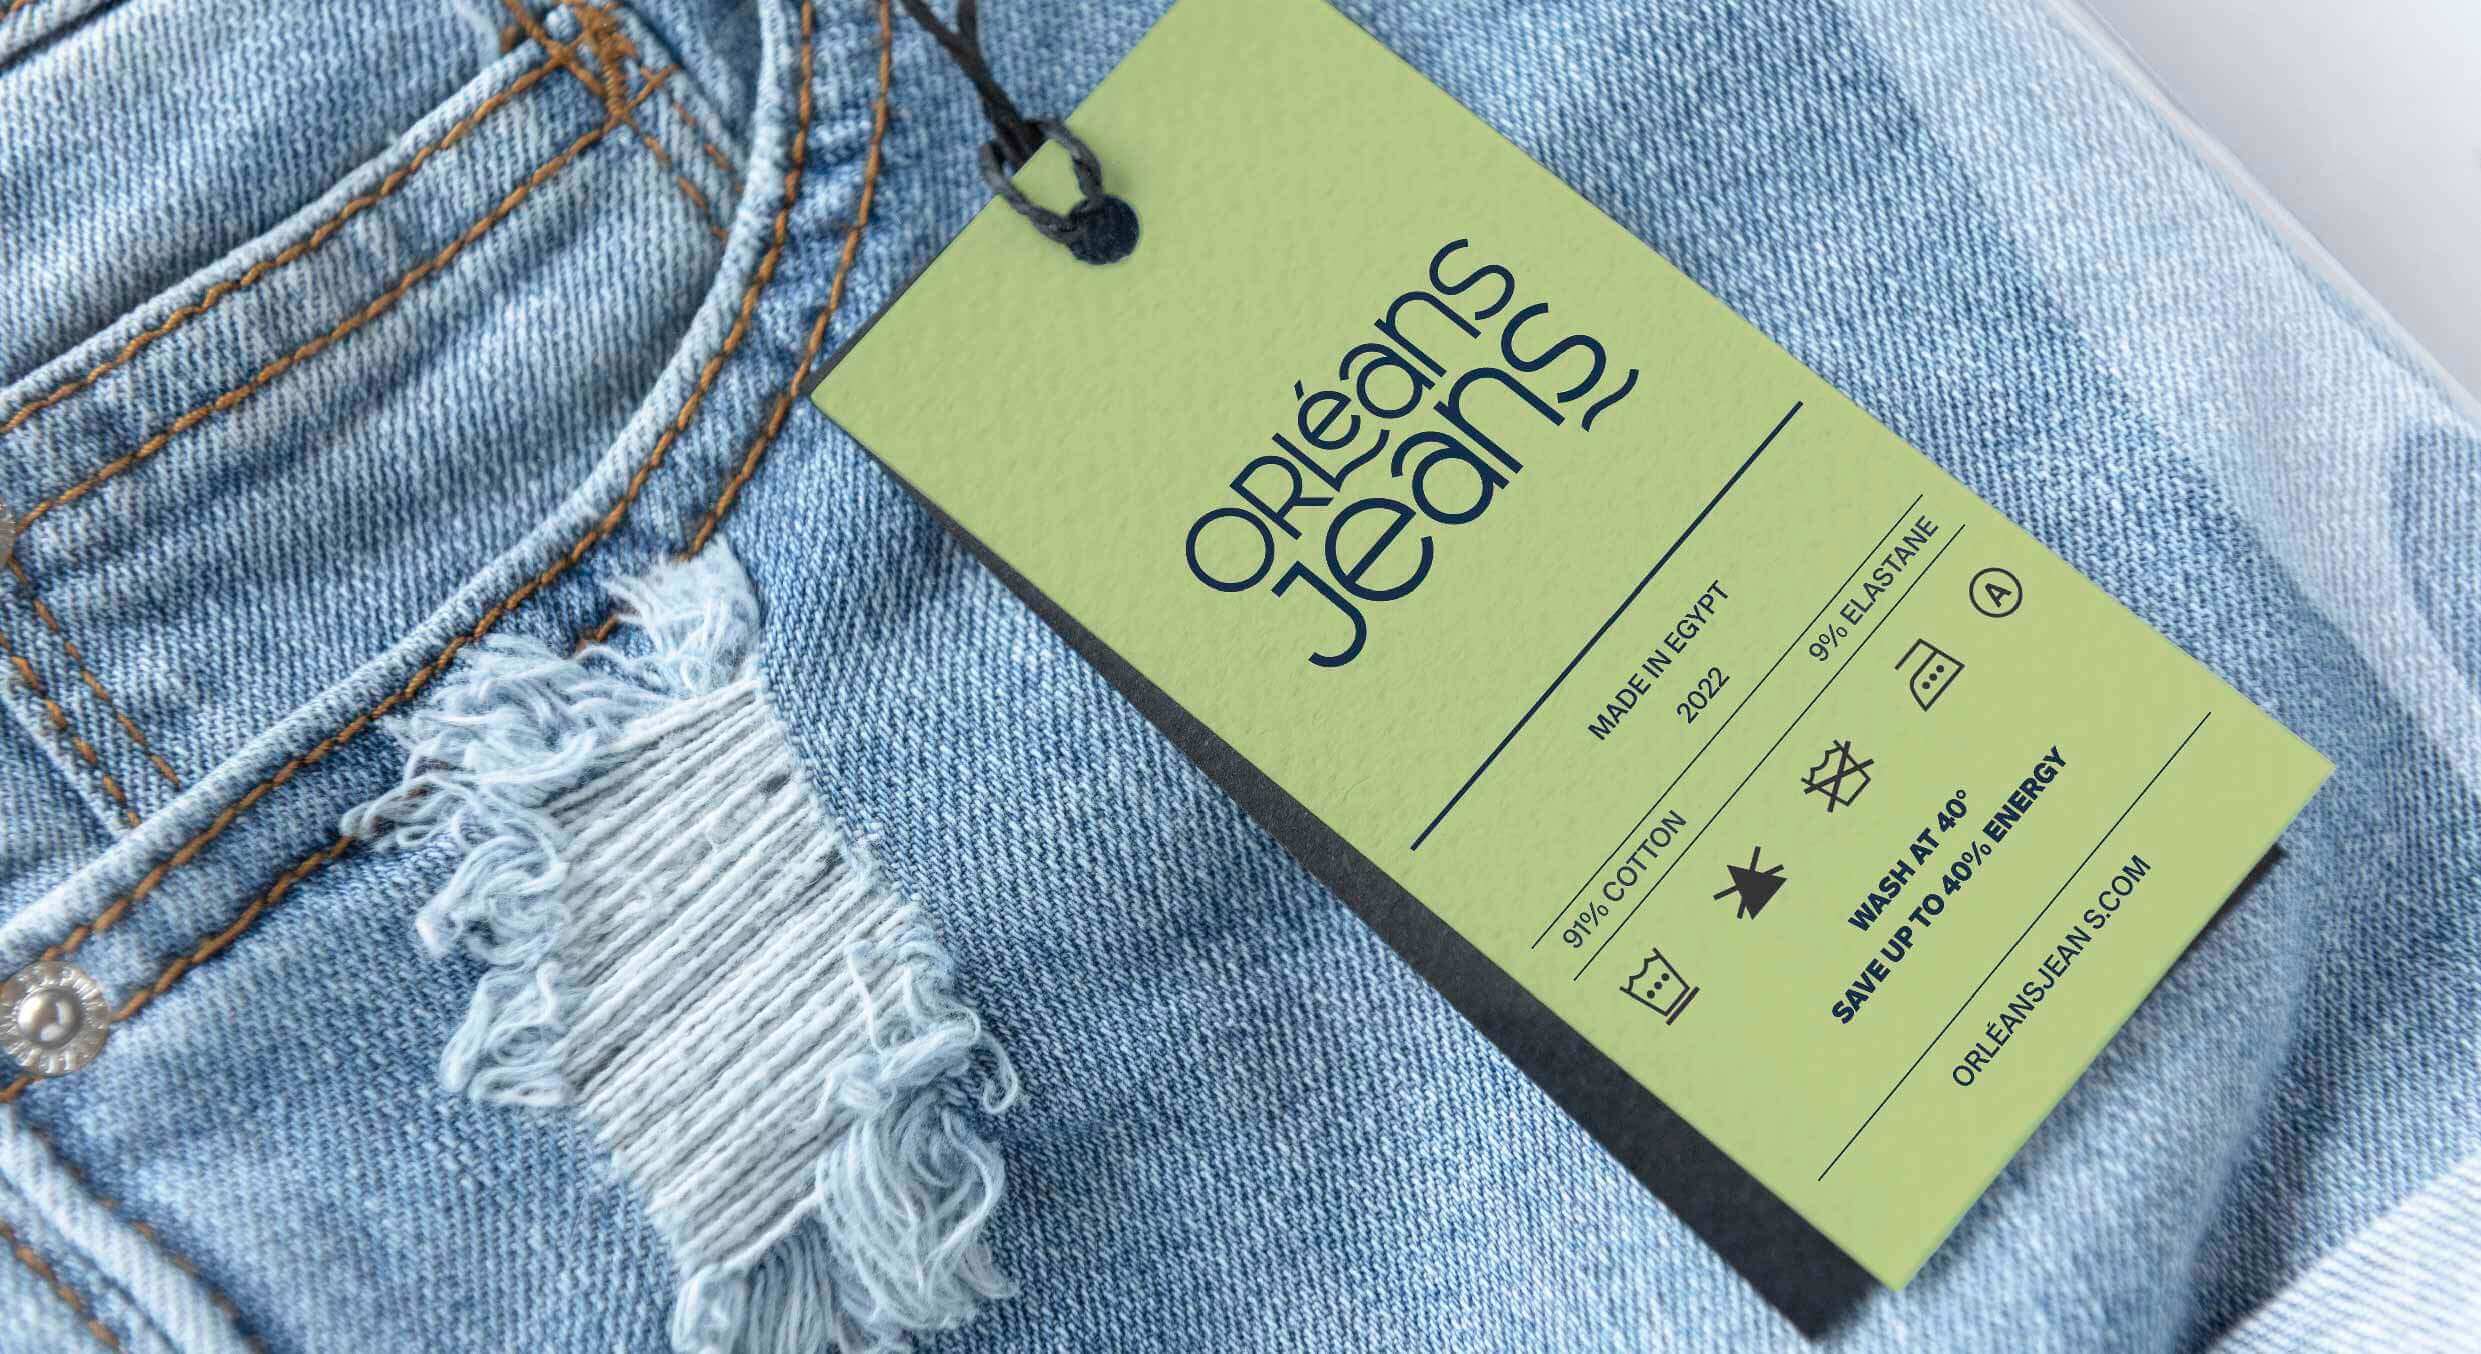 ORLéans
Jeans
MADE IN EGYPT
2022
91% COTTON 9% ELASTANE
A
WASH AT 40°
SAVE UP TO 40% ENERGY
ORLÉANSJEAN S.COM